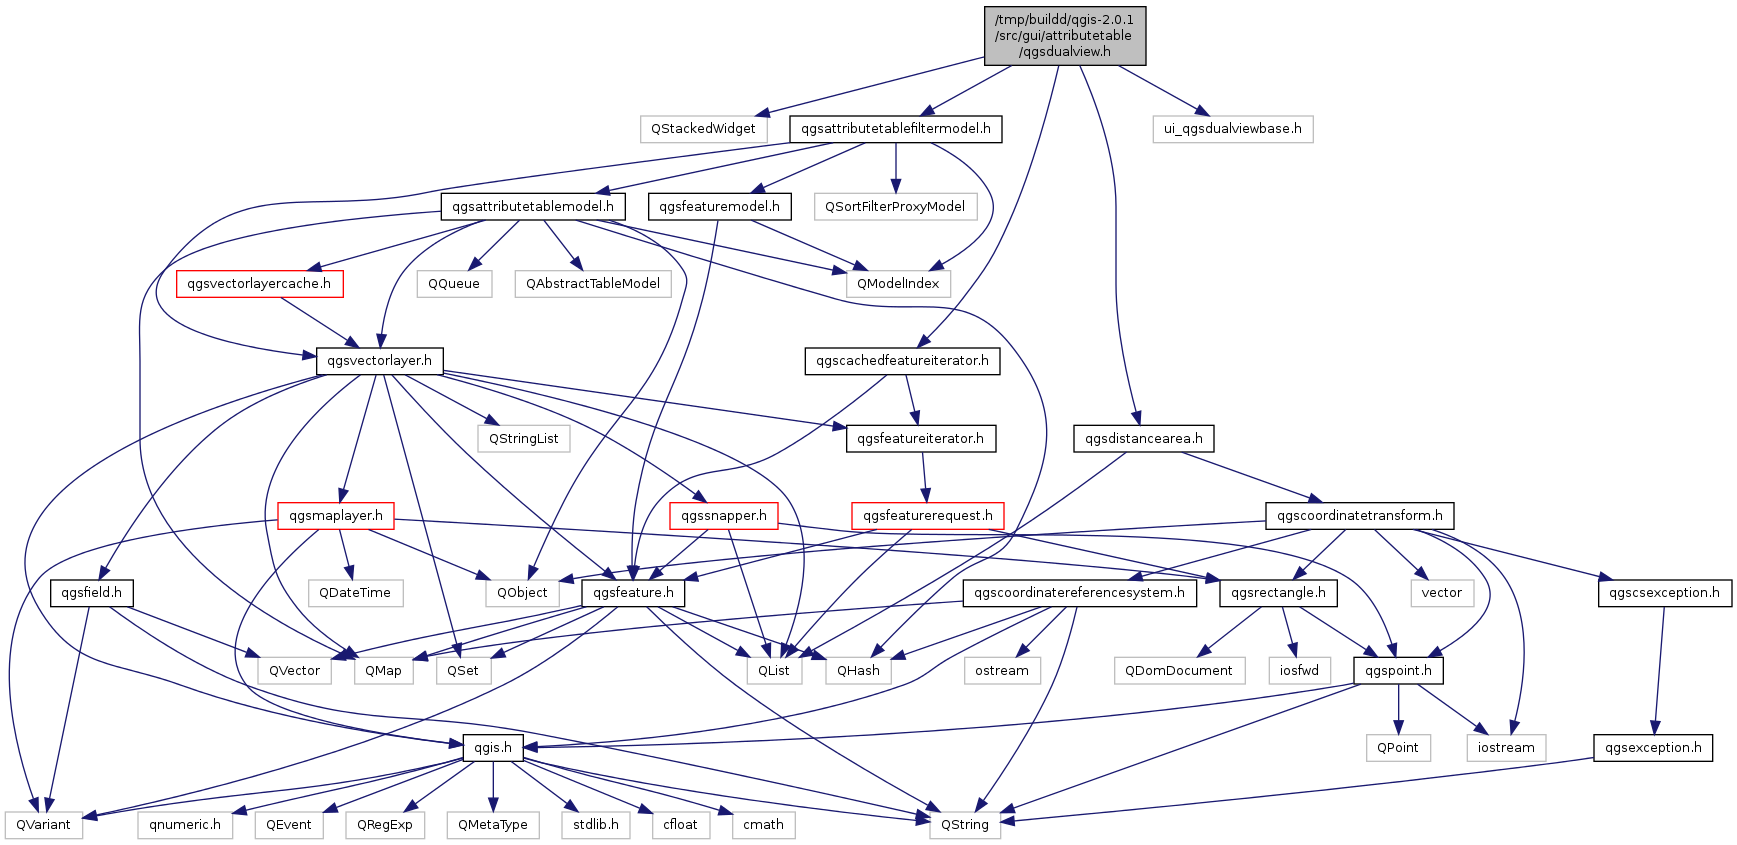 /tmp/buildd/qgis-2.0.1
/src/gui/attributetable
/qgsdualview.h
QStackedWidget
qgsattributetablefiltermodel.h
ui_qgsdualviewbase.h
qgsattributetablemodel.h
qgsfeaturemodel.h
QSortFilterProxyModel
qgsvectorlayercache.h
QQueue
QAbstractTableModel
QModelIndex
qgsvectorlayer.h
qgscachedfeatureiterator.h
QStringList
qgsfeatureiterator.h
qgsdistancearea.h
qgsmaplayer.h
qgssnapper.h
qgsfeaturerequest.h
qgscoordinatetransform.h
qgsfield.h
QDateTime
QObject
qgsfeature.h
qgscoordinatereferencesystem.h
qgsrectangle.h
vector
qgscsexception.h
QVector
QMap
QSet
QList
QHash
ostream
QDomDocument
iosfwd
qgspoint.h
qgis.h
QPoint
iostream
qgsexception.h
QVariant
qnumeric.h
QEvent
QRegExp
QMetaType
stdlib.h
cfloat
cmath
QString